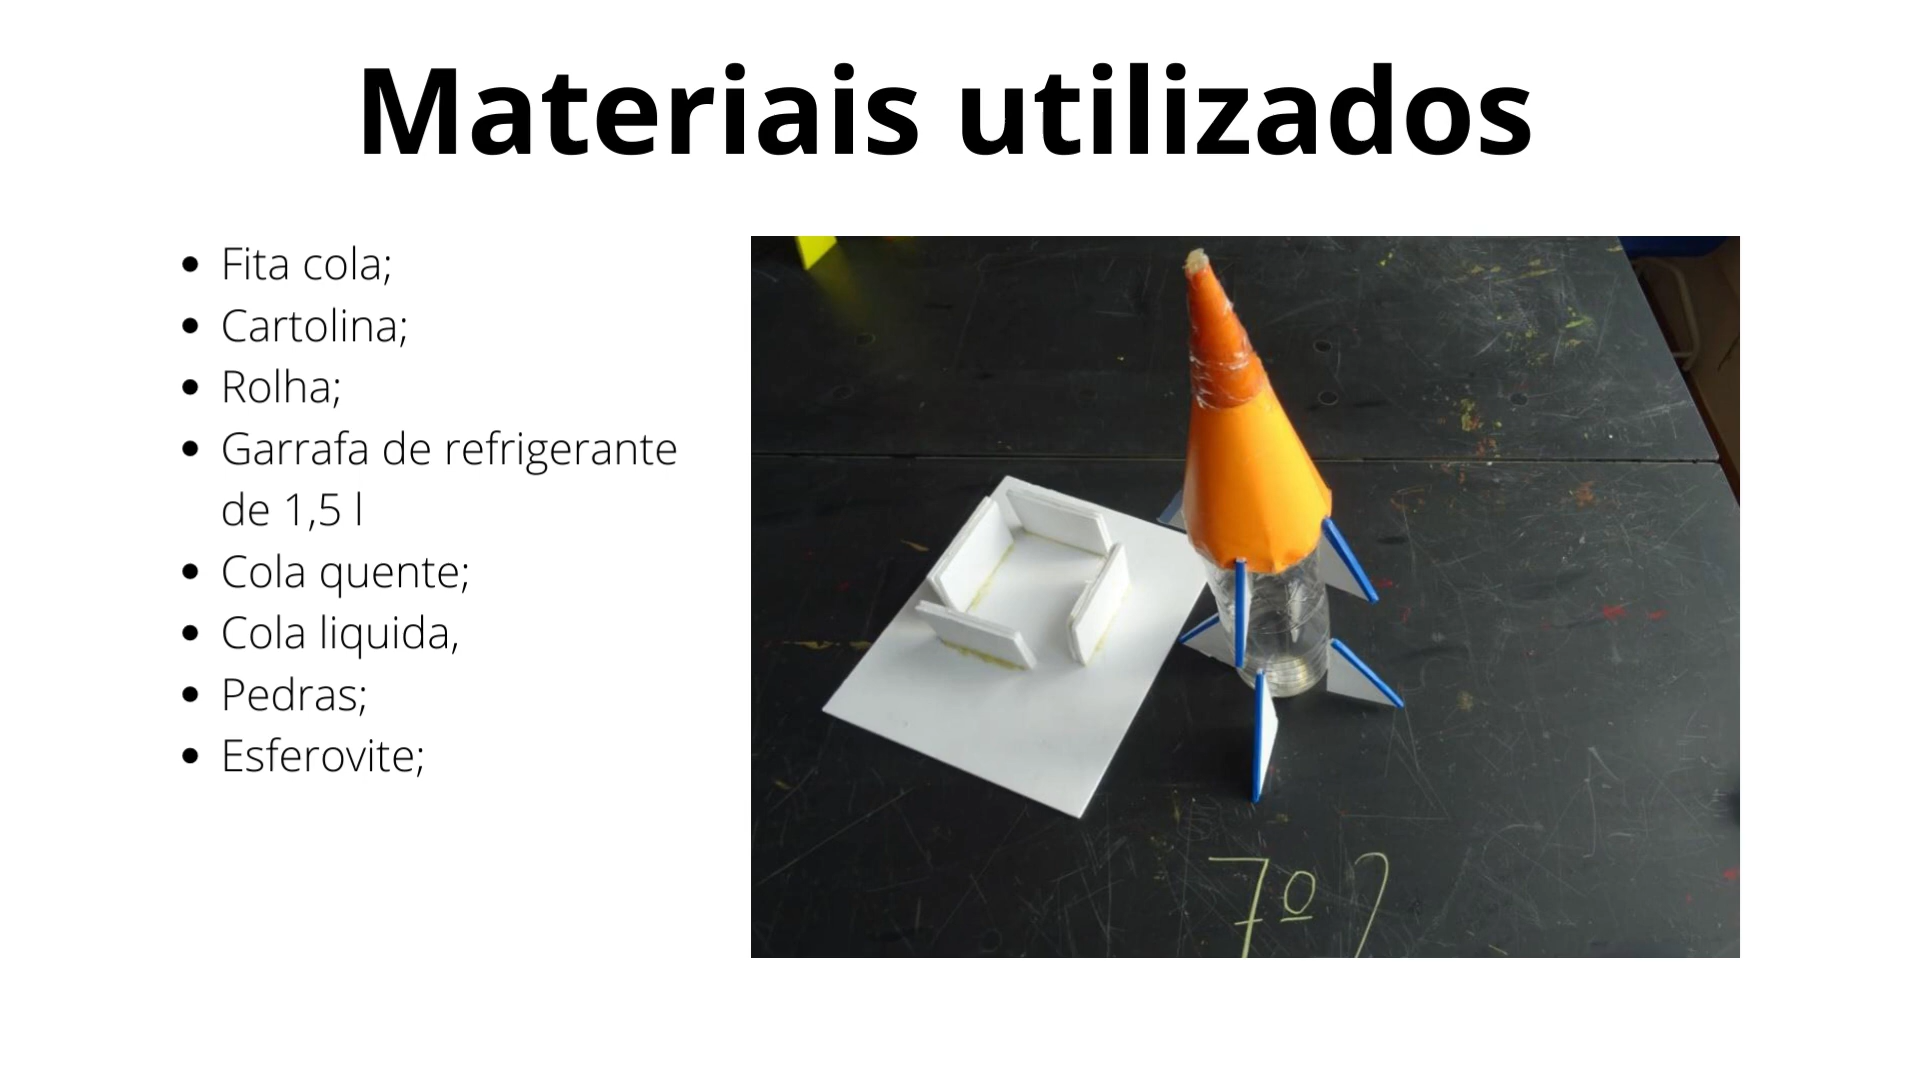 Materiais utilizados
Fita cola;
Cartolina;
Rolha;
Garrafa de refrigerante
de 1,5 l
Cola quente;
Cola liquida,
Pedras;
Esferovite;
7º